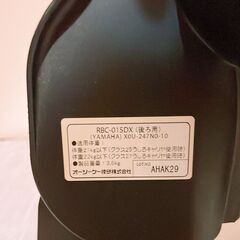 RBC-01SDX (後ろ用)
(YAMAHA) X0U-247N0-10
●適用体重
体重21kg以下(クラス25うしろキャリヤ使用時)
体重22kg以下(クラス27うしろキャリヤ使用時)
●製品重量:3.8kg
オージーケー技研株式会社
LOT.NO
AHAK29